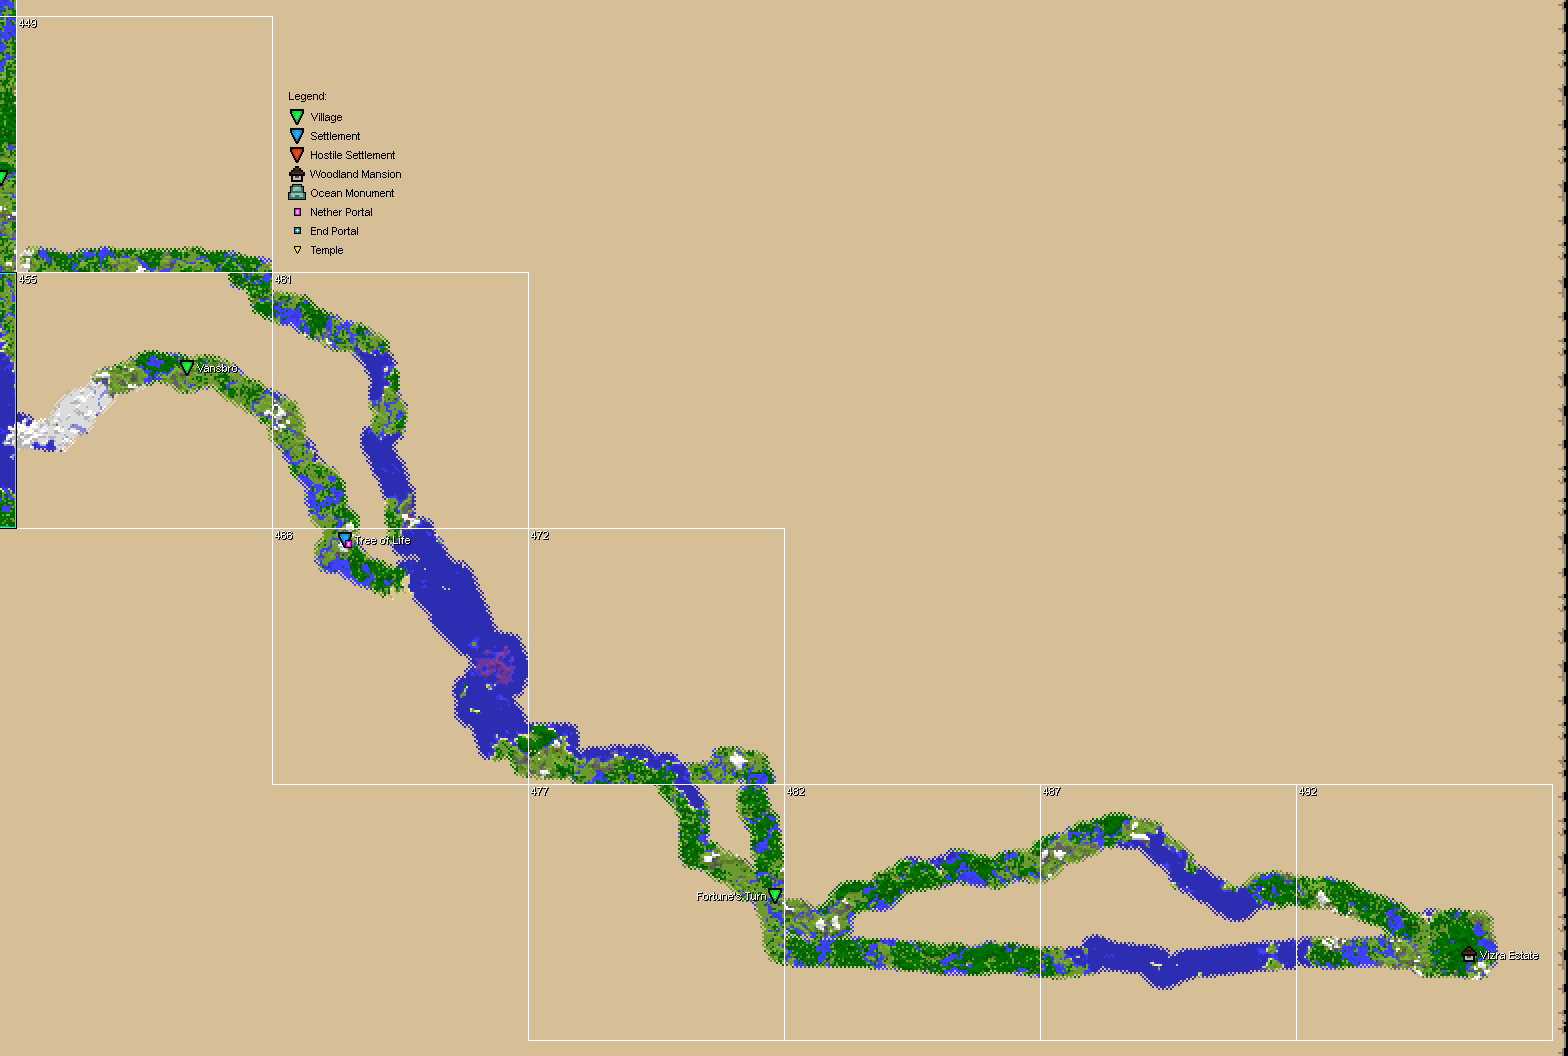 449
Legend:
Village
Settlement
Hostile Settlement
Woodland Mansion
Ocean Monument
Nether Portal
End Portal
Temple
455
461
Vansbro
466
472
Tree of Life
477
482
487
492
Fortune's Turn
Vizra Estate